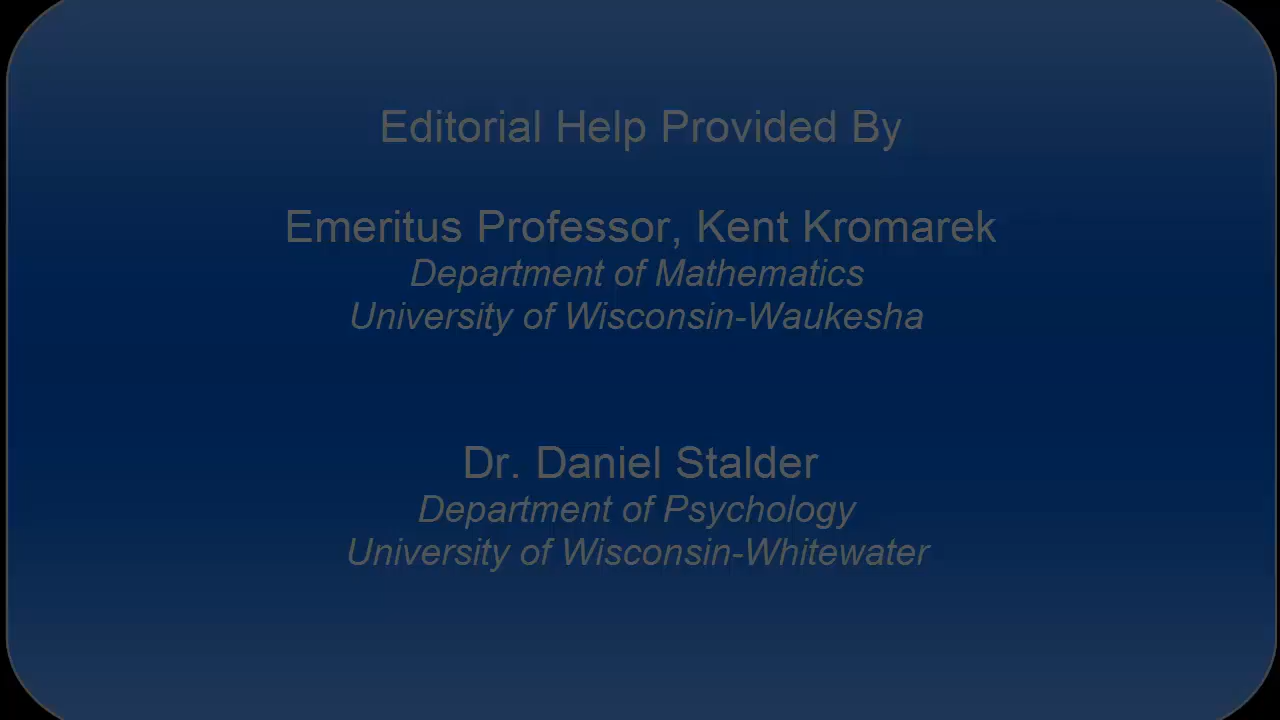 Editorial Help Provided By
Emeritus Professor, Kent Kromarek
Department of Mathematics
University of Wisconsin-Waukesha
Dr. Daniel Stalder
Department of Psychology
University of Wisconsin-Whitewater